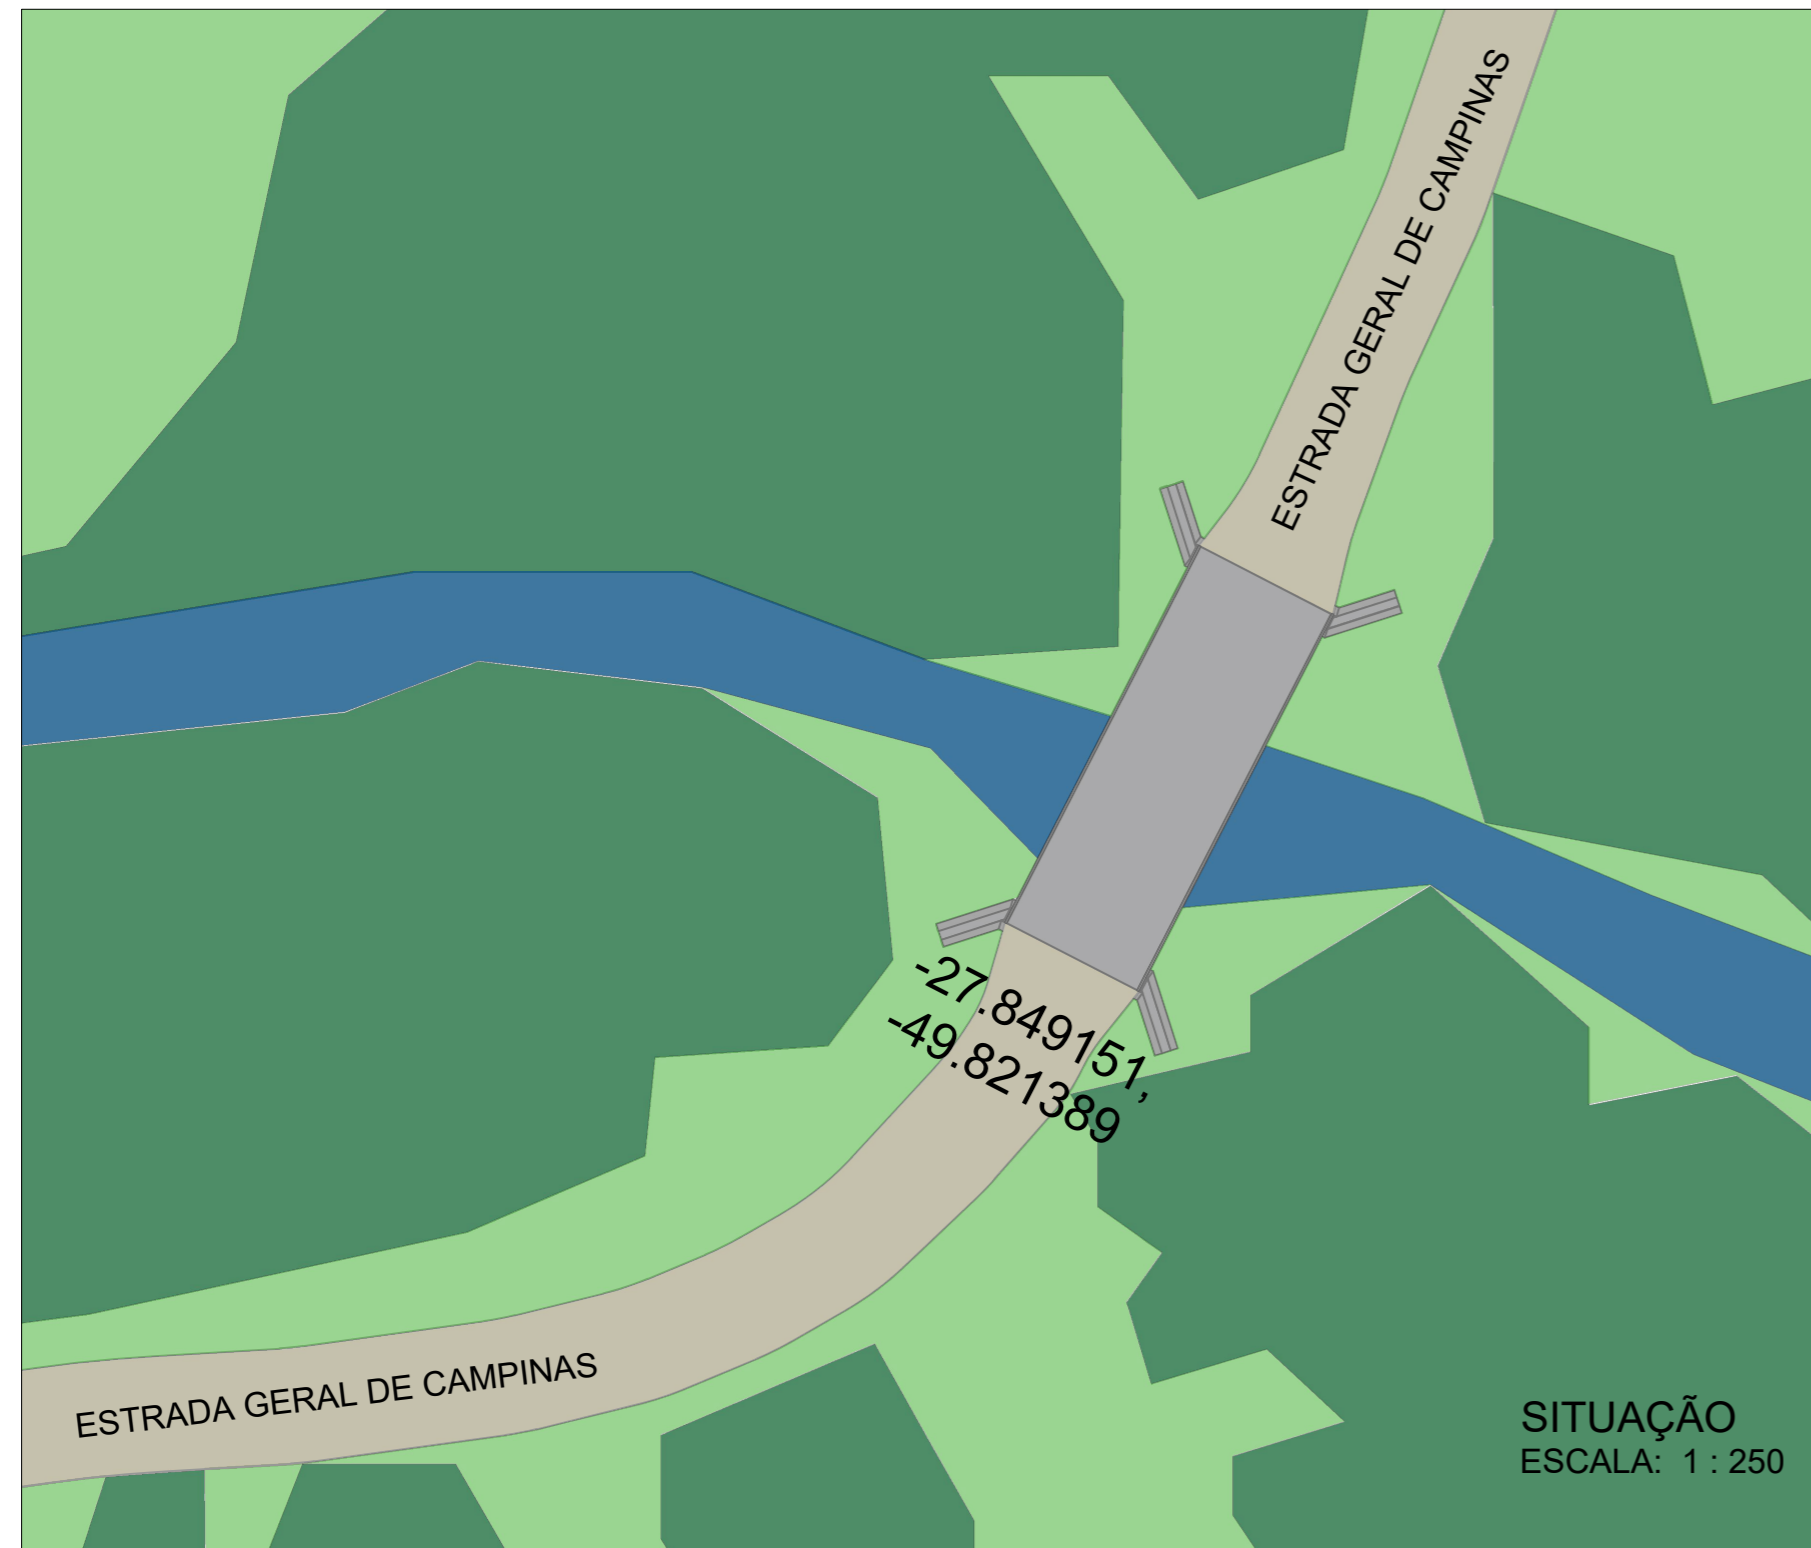 ESTRADA GERAL DE CAMPINAS
-27.849151,
-49.821389
ESTRADA GERAL DE CAMPINAS
SITUAÇÃO
ESCALA: 1 : 250